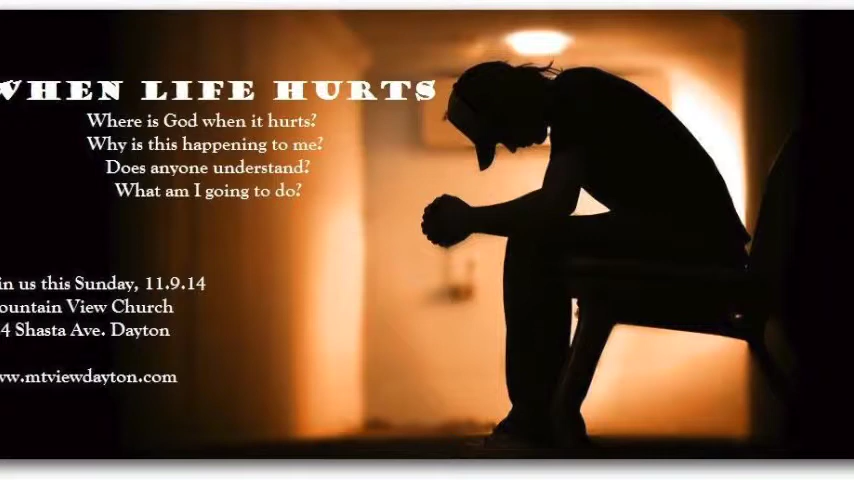 WHEN LIFE HURTS
Where is God when it hurts?
Why is this happening to me?
Does anyone understand?
What am I going to do?
in us this Sunday, 11.9.14
ountain View Church
4 Shasta Ave. Dayton
ww.mtviewdayton.com